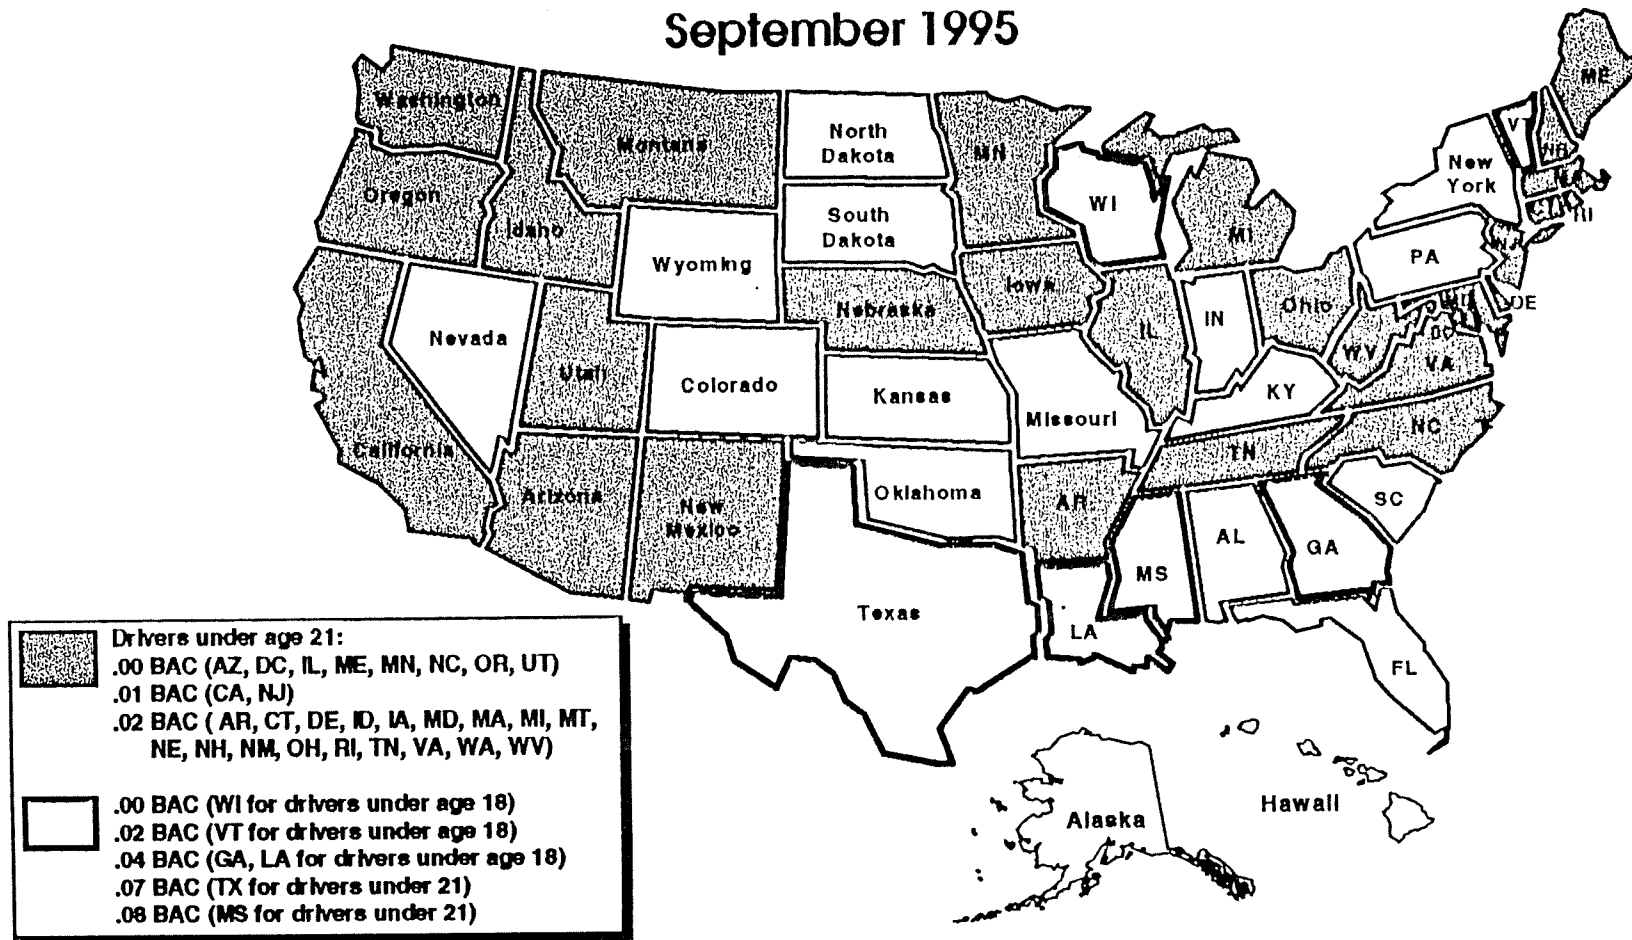 September 1995
Washington
Montana
North
Dakota
MN
ME
VT
NH
New
York
MA
Oregon
Idaho
WI
CT
RI
South
Dakota
MI
NJ
Wyoming
PA
Iowa
Nebraska
Ohio
MD
DE
Nevada
IL
IN
DC
WV
VA
Utah
Colorado
Kansas
KY
Missouri
NC
California
TN
Arizona
New
Mexico
Oklahoma
AR
SC
AL
GA
MS
Texas
LA
FL
Alaska
Hawaii
Drivers under age 21:
.00 BAC (AZ, DC, IL, ME, MN, NC, OR, UT)
.01 BAC (CA, NJ)
.02 BAC ( AR, CT, DE, ID, IA, MD, MA, MI, MT,
NE, NH, NM, OH, RI, TN, VA, WA, WV)
.00 BAC (WI for drivers under age 18)
.02 BAC (VT for drivers under age 18)
.04 BAC (GA, LA for drivers under age 18)
.07 BAC (TX for drivers under 21)
.08 BAC (MS for drivers under 21)